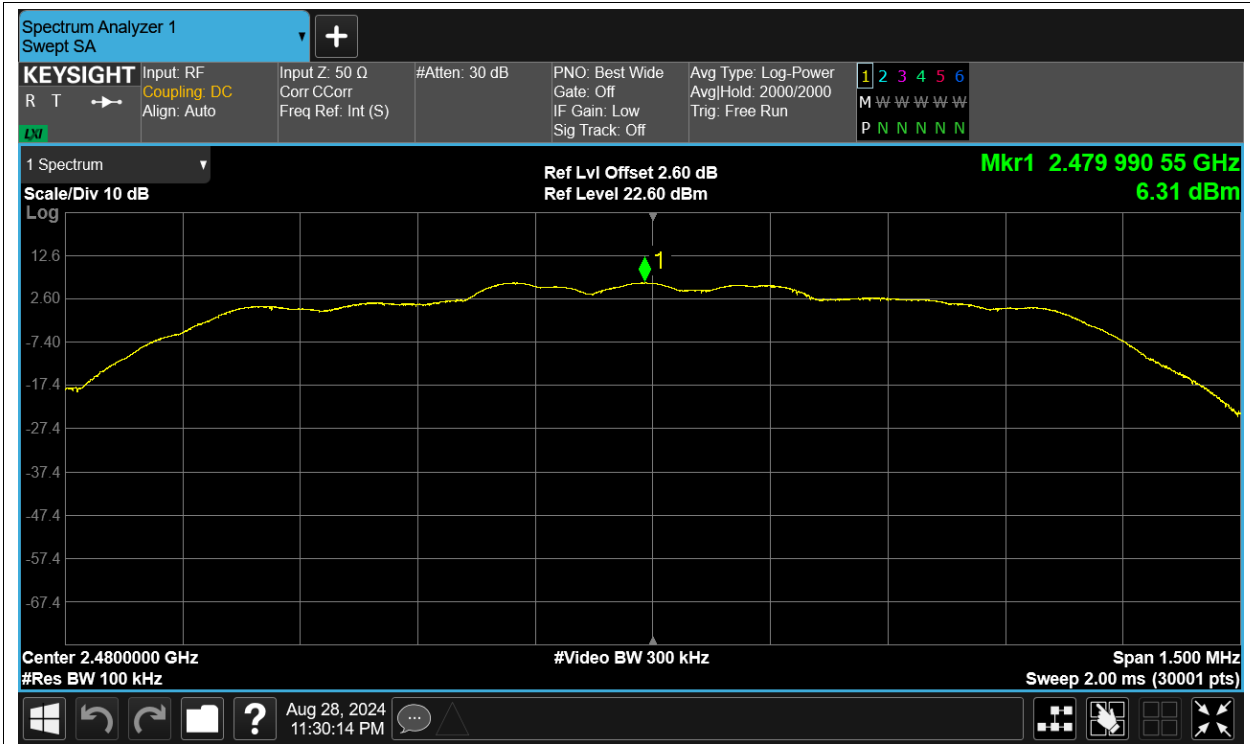 Spectrum Analyzer 1
Swept SA
KEYSIGHT
R T
LXI
Input: RF
Coupling: DC
Align: Auto
Input Z: 50 Ω
Corr CCorr
Freq Ref: Int (S)
#Atten: 30 dB
PNO: Best Wide
Gate: Off
IF Gain: Low
Sig Track: Off
Avg Type: Log-Power
Avg|Hold: 2000/2000
Trig: Free Run
1 2 3 4 5 6
M W W W W W
P N N N N N
1 Spectrum
Scale/Div 10 dB
Log
Ref Lvl Offset 2.60 dB
Ref Level 22.60 dBm
Mkr1 2.479 990 55 GHz
6.31 dBm
1
12.6
2.60
-7.40
-17.4
-27.4
-37.4
-47.4
-57.4
-67.4
Center 2.4800000 GHz
#Res BW 100 kHz
#Video BW 300 kHz
Span 1.500 MHz
Sweep 2.00 ms (30001 pts)
?
Aug 28, 2024
11:30:14 PM